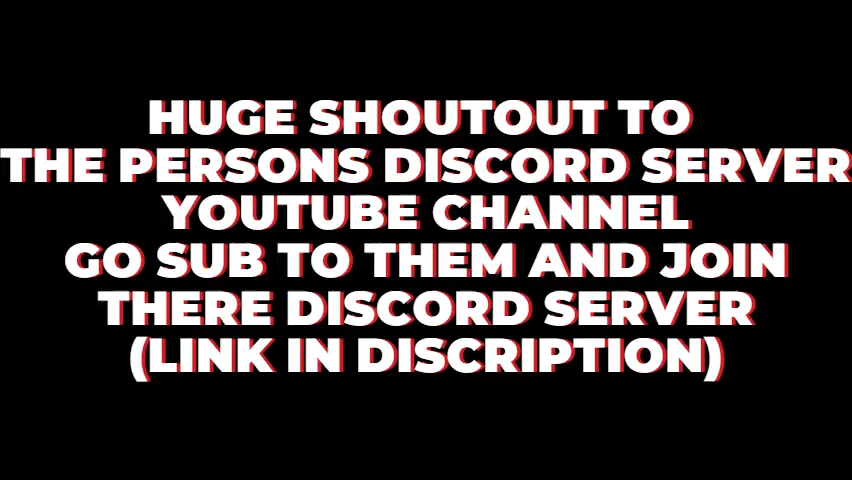 HUGE SHOUTOUT TO
THE PERSONS DISCORD SERVER
YOUTUBE CHANNEL
GO SUB TO THEM AND JOIN
THERE DISCORD SERVER
(LINK IN DISCRIPTION)